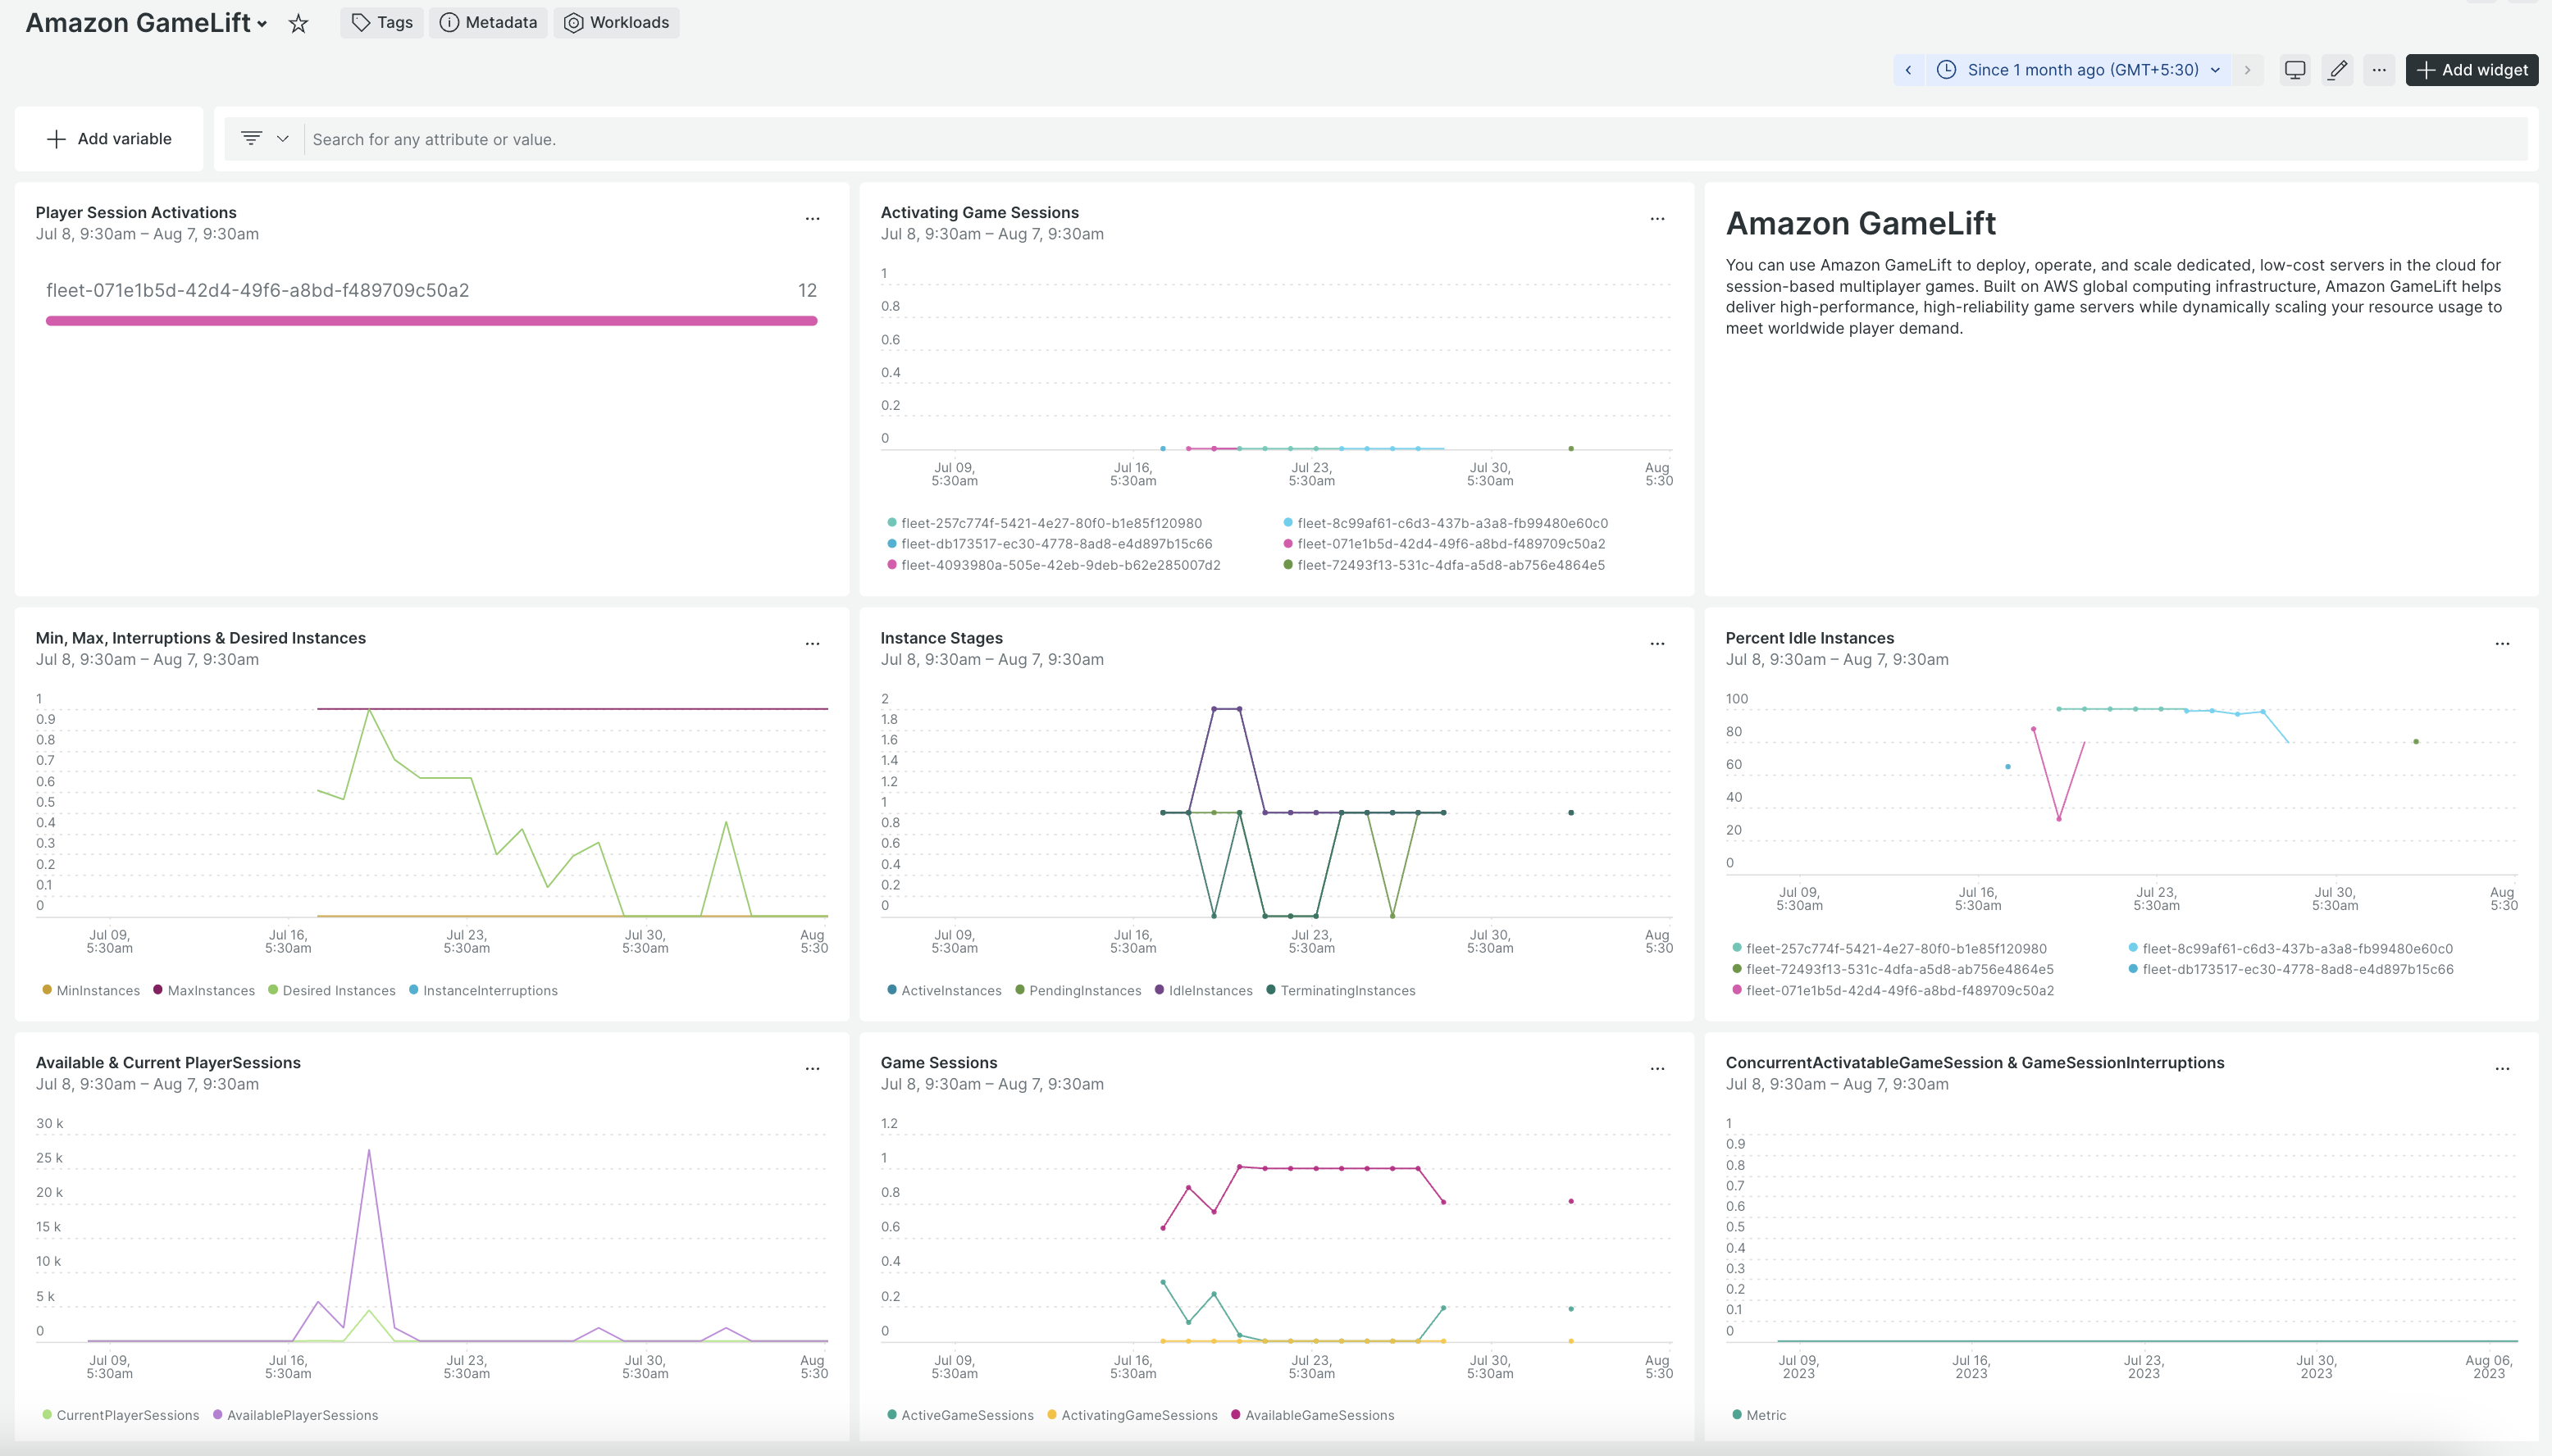 Amazon GameLift
Tags
Metadata
Workloads
Since 1 month ago (GMT+5:30)
Add widget
Add variable
Search for any attribute or value.
Player Session Activations
Jul 8, 9:30am – Aug 7, 9:30am
fleet-071e1b5d-42d4-49f6-a8bd-f489709c50a2 12
Activating Game Sessions
Jul 8, 9:30am – Aug 7, 9:30am
1
0.8
0.6
0.4
0.2
0
Jul 09, Jul 16, Jul 23, Jul 30, Aug
5:30am 5:30am 5:30am 5:30am 5:30
fleet-257c774f-5421-4e27-80f0-b1e85f120980 fleet-8c99af61-c6d3-437b-a3a8-fb99480e60c0
fleet-db173517-ec30-4778-8ad8-e4d897b15c66 fleet-071e1b5d-42d4-49f6-a8bd-f489709c50a2
fleet-4093980a-505e-42eb-9deb-b62e285007d2 fleet-72493f13-531c-4dfa-a5d8-ab756e4864e5
Amazon GameLift
You can use Amazon GameLift to deploy, operate, and scale dedicated, low-cost servers in the cloud for
session-based multiplayer games. Built on AWS global computing infrastructure, Amazon GameLift helps
deliver high-performance, high-reliability game servers while dynamically scaling your resource usage to
meet worldwide player demand.
Min, Max, Interruptions & Desired Instances
Jul 8, 9:30am – Aug 7, 9:30am
1
0.9
0.8
0.7
0.6
0.5
0.4
0.3
0.2
0.1
0
Jul 09, Jul 16, Jul 23, Jul 30, Aug
5:30am 5:30am 5:30am 5:30am 5:30
MinInstances MaxInstances Desired Instances InstanceInterruptions
Instance Stages
Jul 8, 9:30am – Aug 7, 9:30am
2
1.8
1.6
1.4
1.2
1
0.8
0.6
0.4
0.2
0
Jul 09, Jul 16, Jul 23, Jul 30, Aug
5:30am 5:30am 5:30am 5:30am 5:30
ActiveInstances PendingInstances IdleInstances TerminatingInstances
Percent Idle Instances
Jul 8, 9:30am – Aug 7, 9:30am
100
80
60
40
20
0
Jul 09, Jul 16, Jul 23, Jul 30, Aug
5:30am 5:30am 5:30am 5:30am 5:30
fleet-257c774f-5421-4e27-80f0-b1e85f120980 fleet-8c99af61-c6d3-437b-a3a8-fb99480e60c0
fleet-72493f13-531c-4dfa-a5d8-ab756e4864e5 fleet-db173517-ec30-4778-8ad8-e4d897b15c66
fleet-071e1b5d-42d4-49f6-a8bd-f489709c50a2
Available & Current PlayerSessions
Jul 8, 9:30am – Aug 7, 9:30am
30 k
25 k
20 k
15 k
10 k
5 k
0
Jul 09, Jul 16, Jul 23, Jul 30, Aug
5:30am 5:30am 5:30am 5:30am 5:30
CurrentPlayerSessions AvailablePlayerSessions
Game Sessions
Jul 8, 9:30am – Aug 7, 9:30am
1.2
1
0.8
0.6
0.4
0.2
0
Jul 09, Jul 16, Jul 23, Jul 30, Aug
5:30am 5:30am 5:30am 5:30am 5:30
ActiveGameSessions ActivatingGameSessions AvailableGameSessions
ConcurrentActivatableGameSession & GameSessionInterruptions
Jul 8, 9:30am – Aug 7, 9:30am
1
0.9
0.8
0.7
0.6
0.5
0.4
0.3
0.2
0.1
0
Jul 09, Jul 16, Jul 23, Jul 30, Aug 06,
2023 2023 2023 2023 2023
Metric